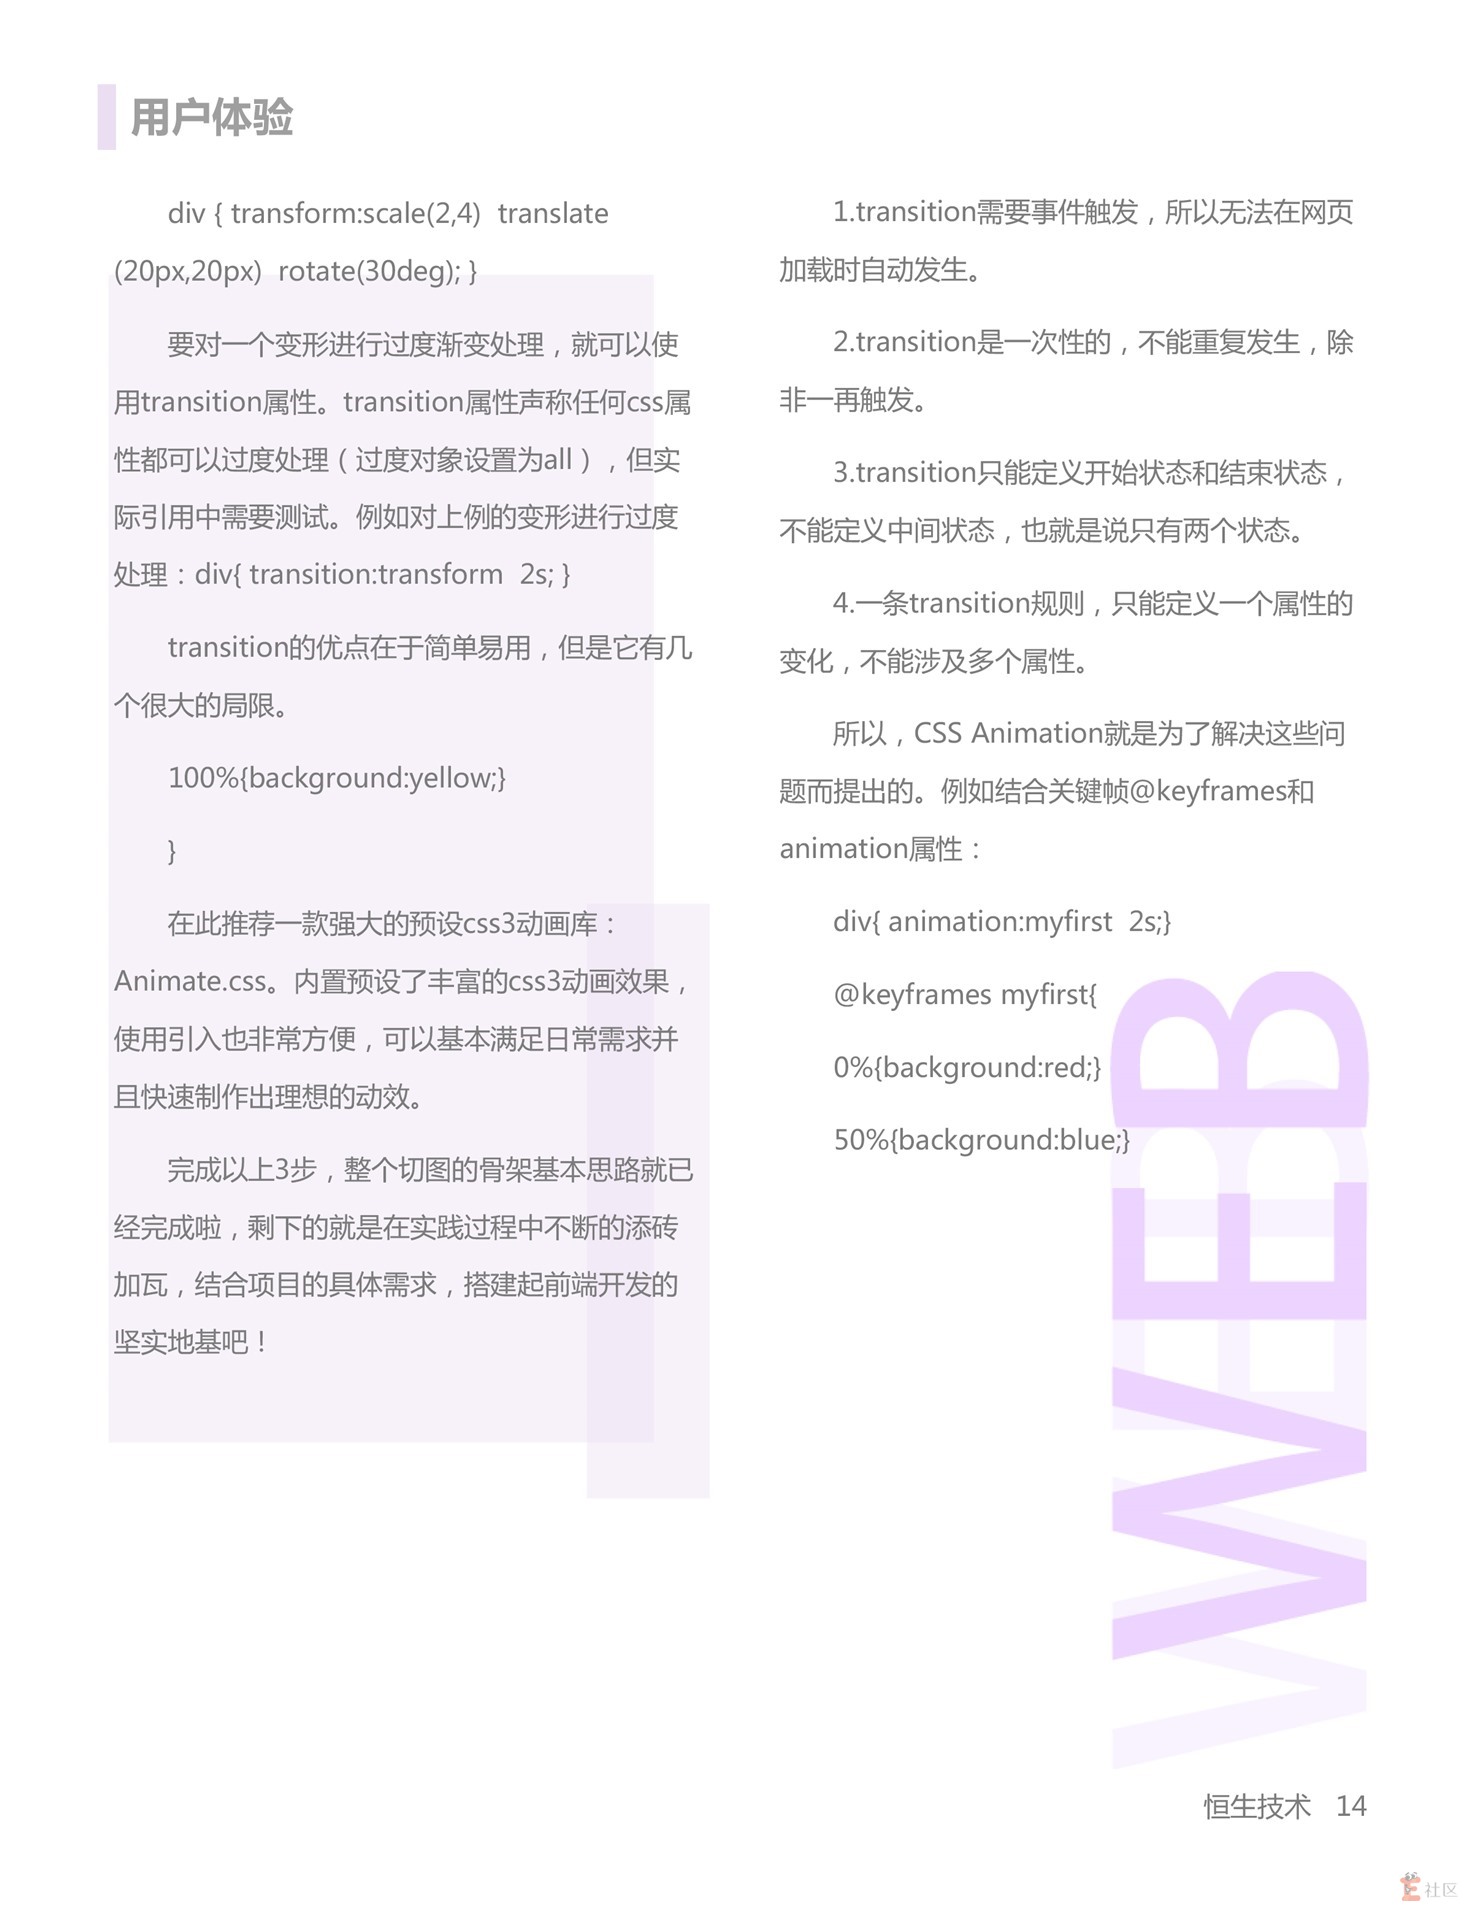 用户体验
div { transform:scale(2,4)  translate
(20px,20px)  rotate(30deg); }
要对一个变形进行过度渐变处理，就可以使
用transition属性。transition属性声称任何css属
性都可以过度处理（过度对象设置为all），但实
际引用中需要测试。例如对上例的变形进行过度
处理：div{ transition:transform  2s; }
transition的优点在于简单易用，但是它有几
个很大的局限。
100%{background:yellow;}
}
在此推荐一款强大的预设css3动画库：
Animate.css。内置预设了丰富的css3动画效果，
使用引入也非常方便，可以基本满足日常需求并
且快速制作出理想的动效。
完成以上3步，整个切图的骨架基本思路就已
经完成啦，剩下的就是在实践过程中不断的添砖
加瓦，结合项目的具体需求，搭建起前端开发的
坚实地基吧！
1.transition需要事件触发，所以无法在网页
加载时自动发生。
2.transition是一次性的，不能重复发生，除
非一再触发。
3.transition只能定义开始状态和结束状态，
不能定义中间状态，也就是说只有两个状态。
4.一条transition规则，只能定义一个属性的
变化，不能涉及多个属性。
所以，CSS Animation就是为了解决这些问
题而提出的。例如结合关键帧@keyframes和
animation属性：
div{ animation:myfirst  2s;}
@keyframes myfirst{
0%{background:red;}
50%{background:blue;}
WEB
WEB
恒生技术 14
E社区